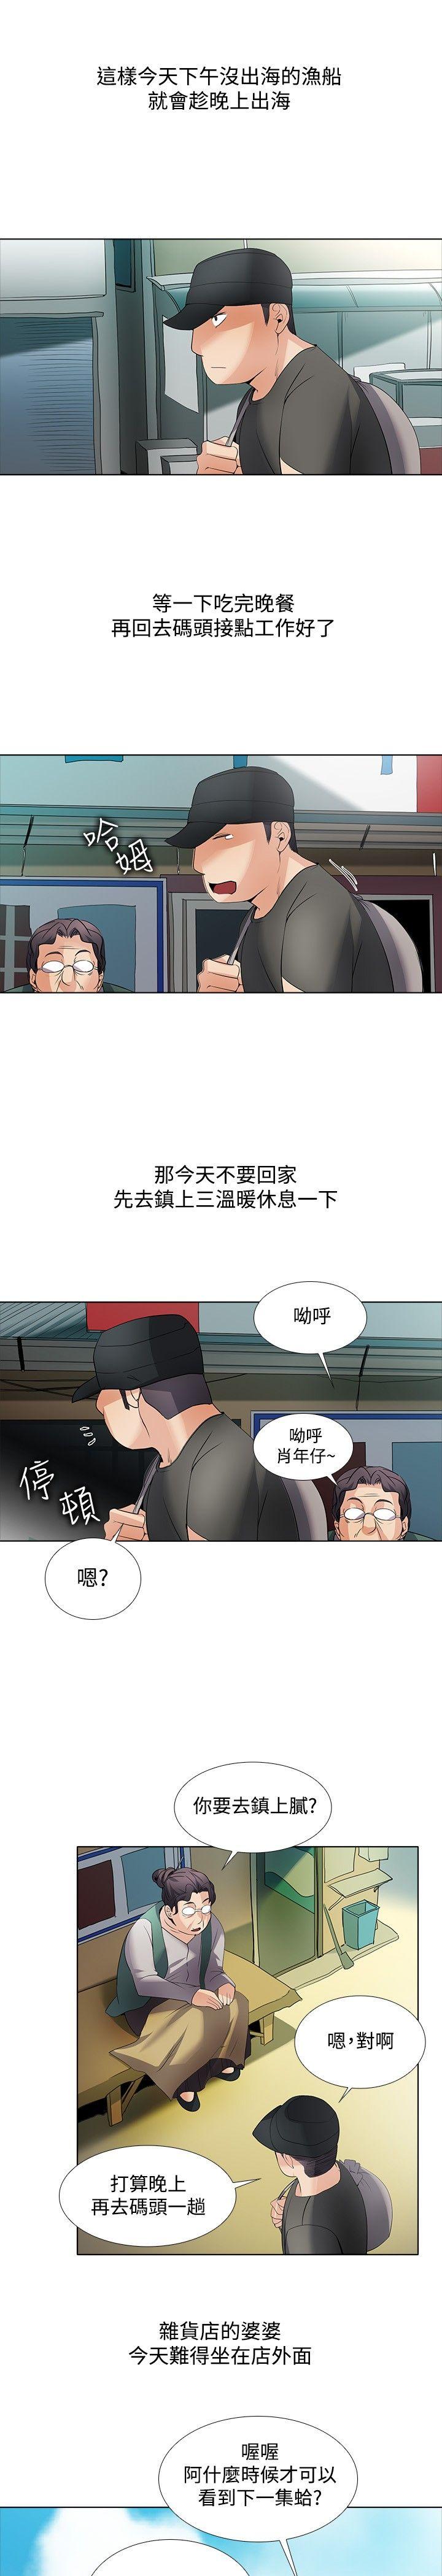 這樣今天下午沒出海的漁船
就會趁晚上出海
等一下吃完晚餐
再回去碼頭接點工作好了
哈姆
那今天不要回家
先去鎮上三溫暖休息一下
呦呼
呦呼
肖年仔~
停頓
嗯?
你要去鎮上膩?
嗯，對啊
打算晚上
再去碼頭一趟
雜貨店的婆婆
今天難得坐在店外面
喔喔
阿什麼時候才可以
看到下一集蛤?